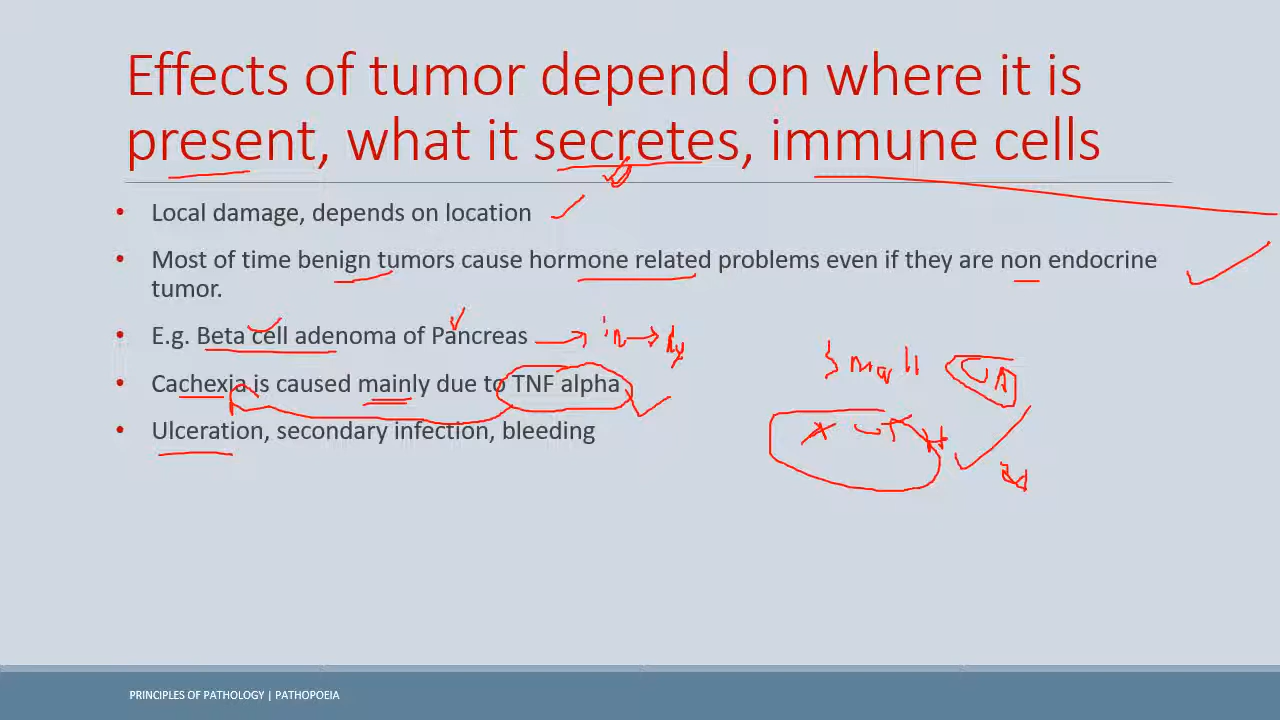 Effects of tumor depend on where it is
present, what it secretes, immune cells
• Local damage, depends on location
• Most of time benign tumors cause hormone related problems even if they are non endocrine
tumor.
• E.g. Beta cell adenoma of Pancreas
• Cachexia is caused mainly due to TNF alpha
• Ulceration, secondary infection, bleeding
Small CA
PRINCIPLES OF PATHOLOGY | PATHOPOEIA